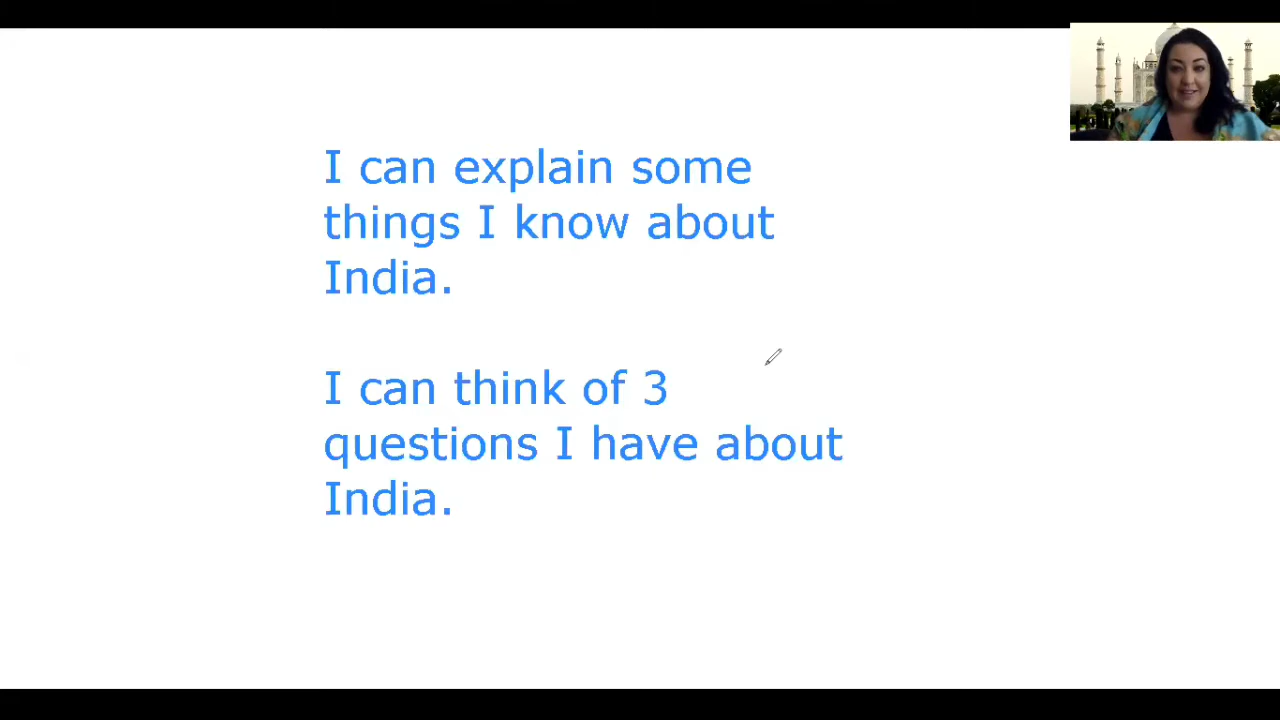 I can explain some
things I know about
India.
I can think of 3
questions I have about
India.